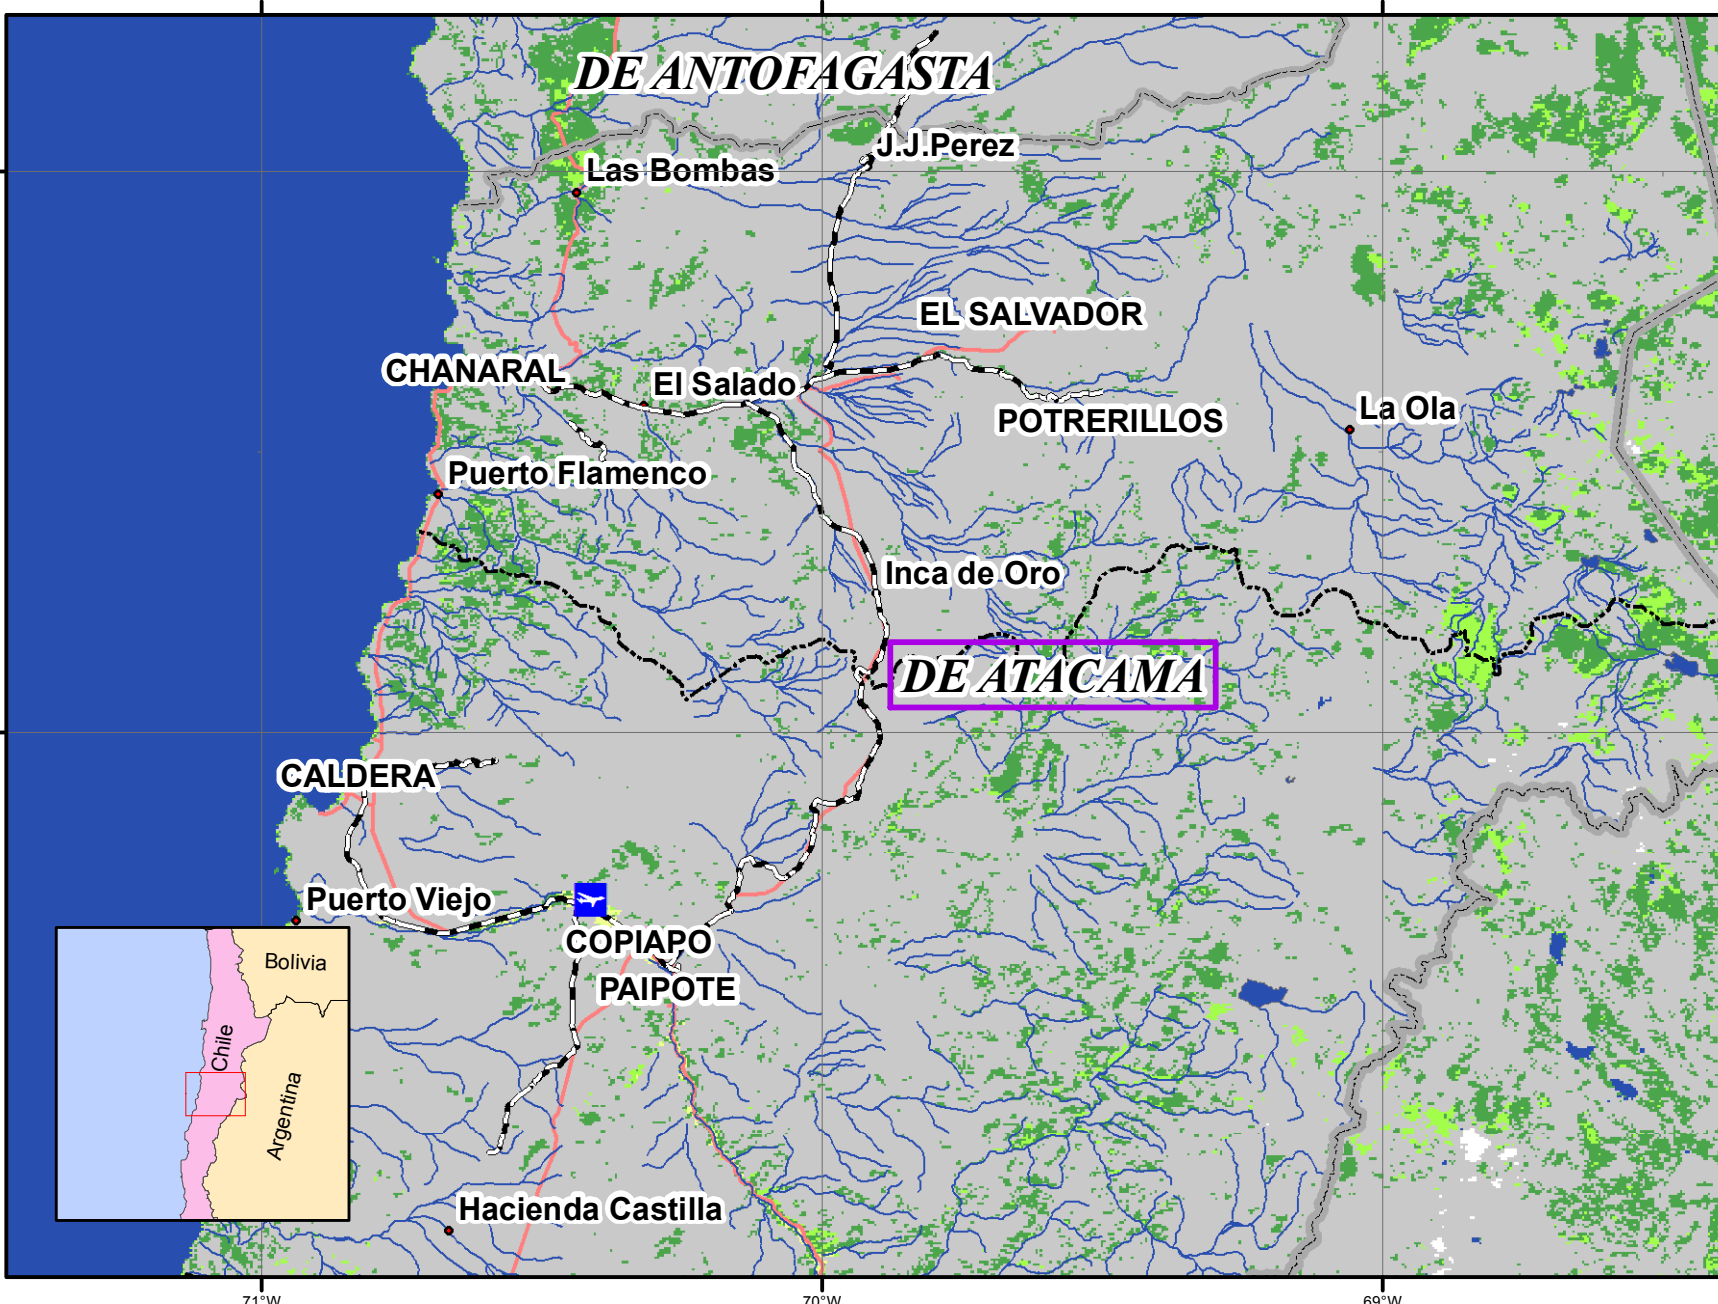 DE ANTOFAGASTA
J.J.Perez
Las Bombas
EL SALVADOR
CHANARAL
El Salado
POTRERILLOS
La Ola
Puerto Flamenco
Inca de Oro
DE ATACAMA
CALDERA
Puerto Viejo
COPIAPO
PAIPOTE
Bolivia
Chile
Argentina
Hacienda Castilla
71°W
70°W
69°W